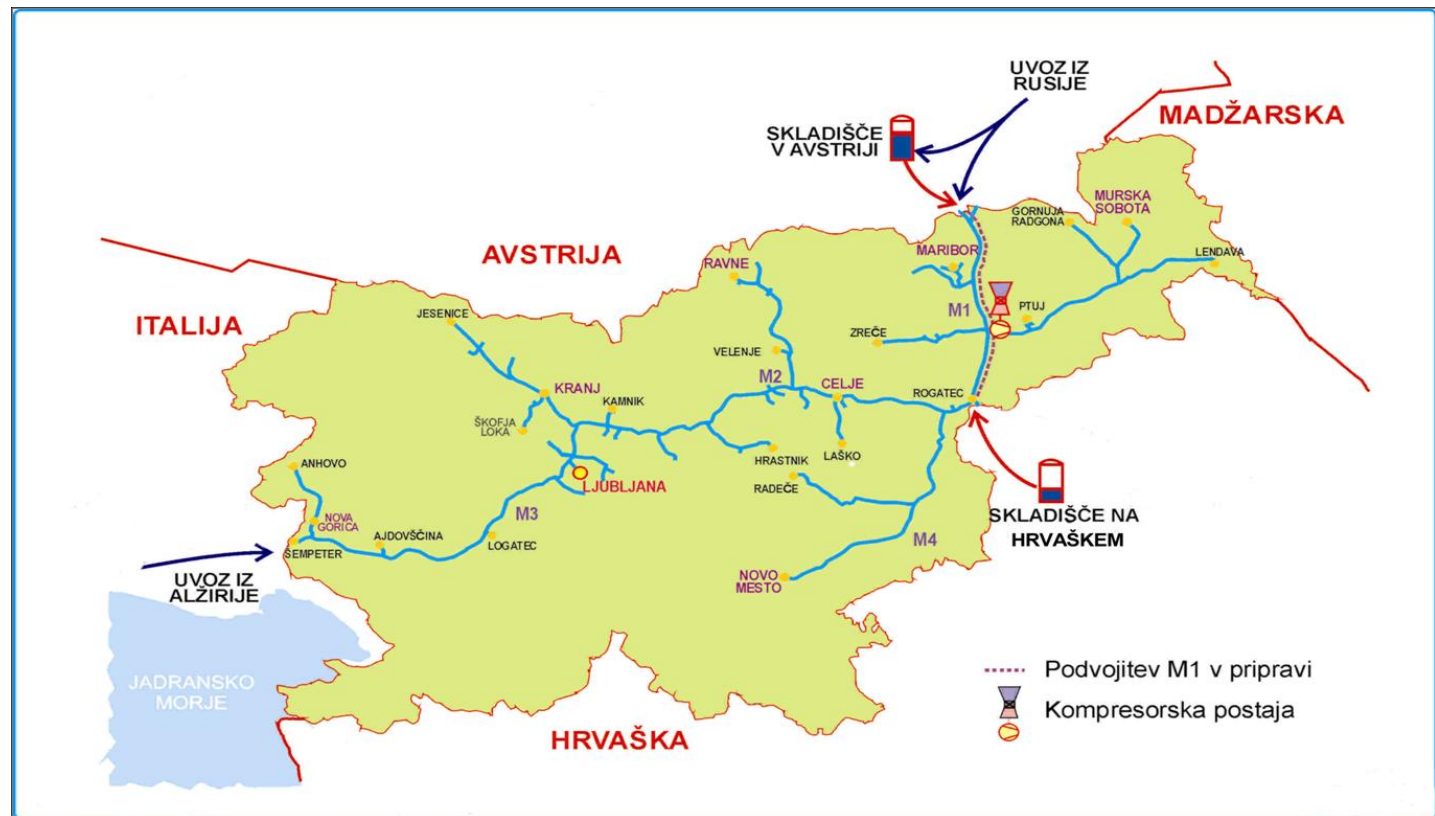 UVOZ IZ
RUSIJE
MADŽARSKA
SKLADIŠČE
V AVSTRIJI
MURSKA
SOBOTA
GORNUJA
RADGONA
LENDAVA
AVSTRIJA
MARIBOR
RAVNE
M1
PTUJ
ITALIJA
JESENICE
ZREČE
VELENJE
M2
CELJE
KRANJ
KAMNIK
ROGATEC
ŠKOFJA
LOKA
HRASTNIK
LAŠKO
ANHOVO
LJUBLJANA
RADEČE
NOVA
GORICA
M3
SKLADIŠČE NA
HRVAŠKEM
AJDOVŠČINA
LOGATEC
ŠEMPETER
M4
UVOZ IZ
ALŽIRIJE
NOVO
MESTO
JADRANSKO
MORJE
Podvojitev M1 v pripravi
Kompresorska postaja
HRVAŠKA